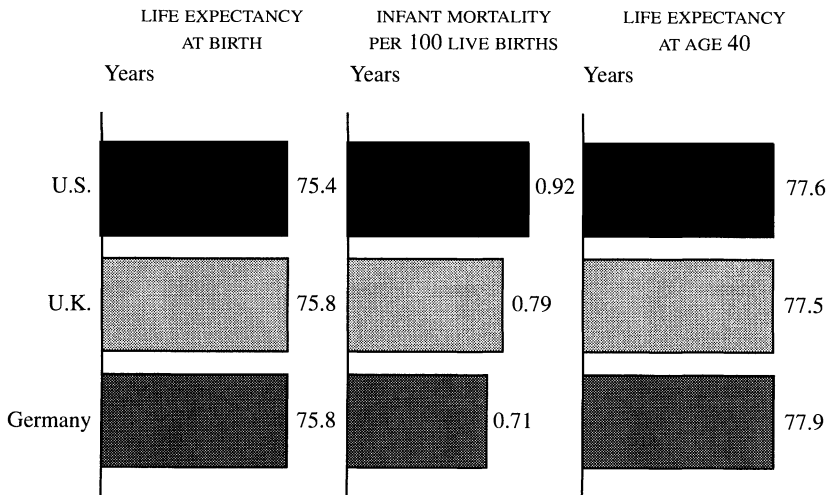 LIFE EXPECTANCY
AT BIRTH
Years
INFANT MORTALITY
PER 100 LIVE BIRTHS
Years
LIFE EXPECTANCY
AT AGE 40
Years
U.S. 75.4 0.92 77.6
U.K. 75.8 0.79 77.5
Germany 75.8 0.71 77.9